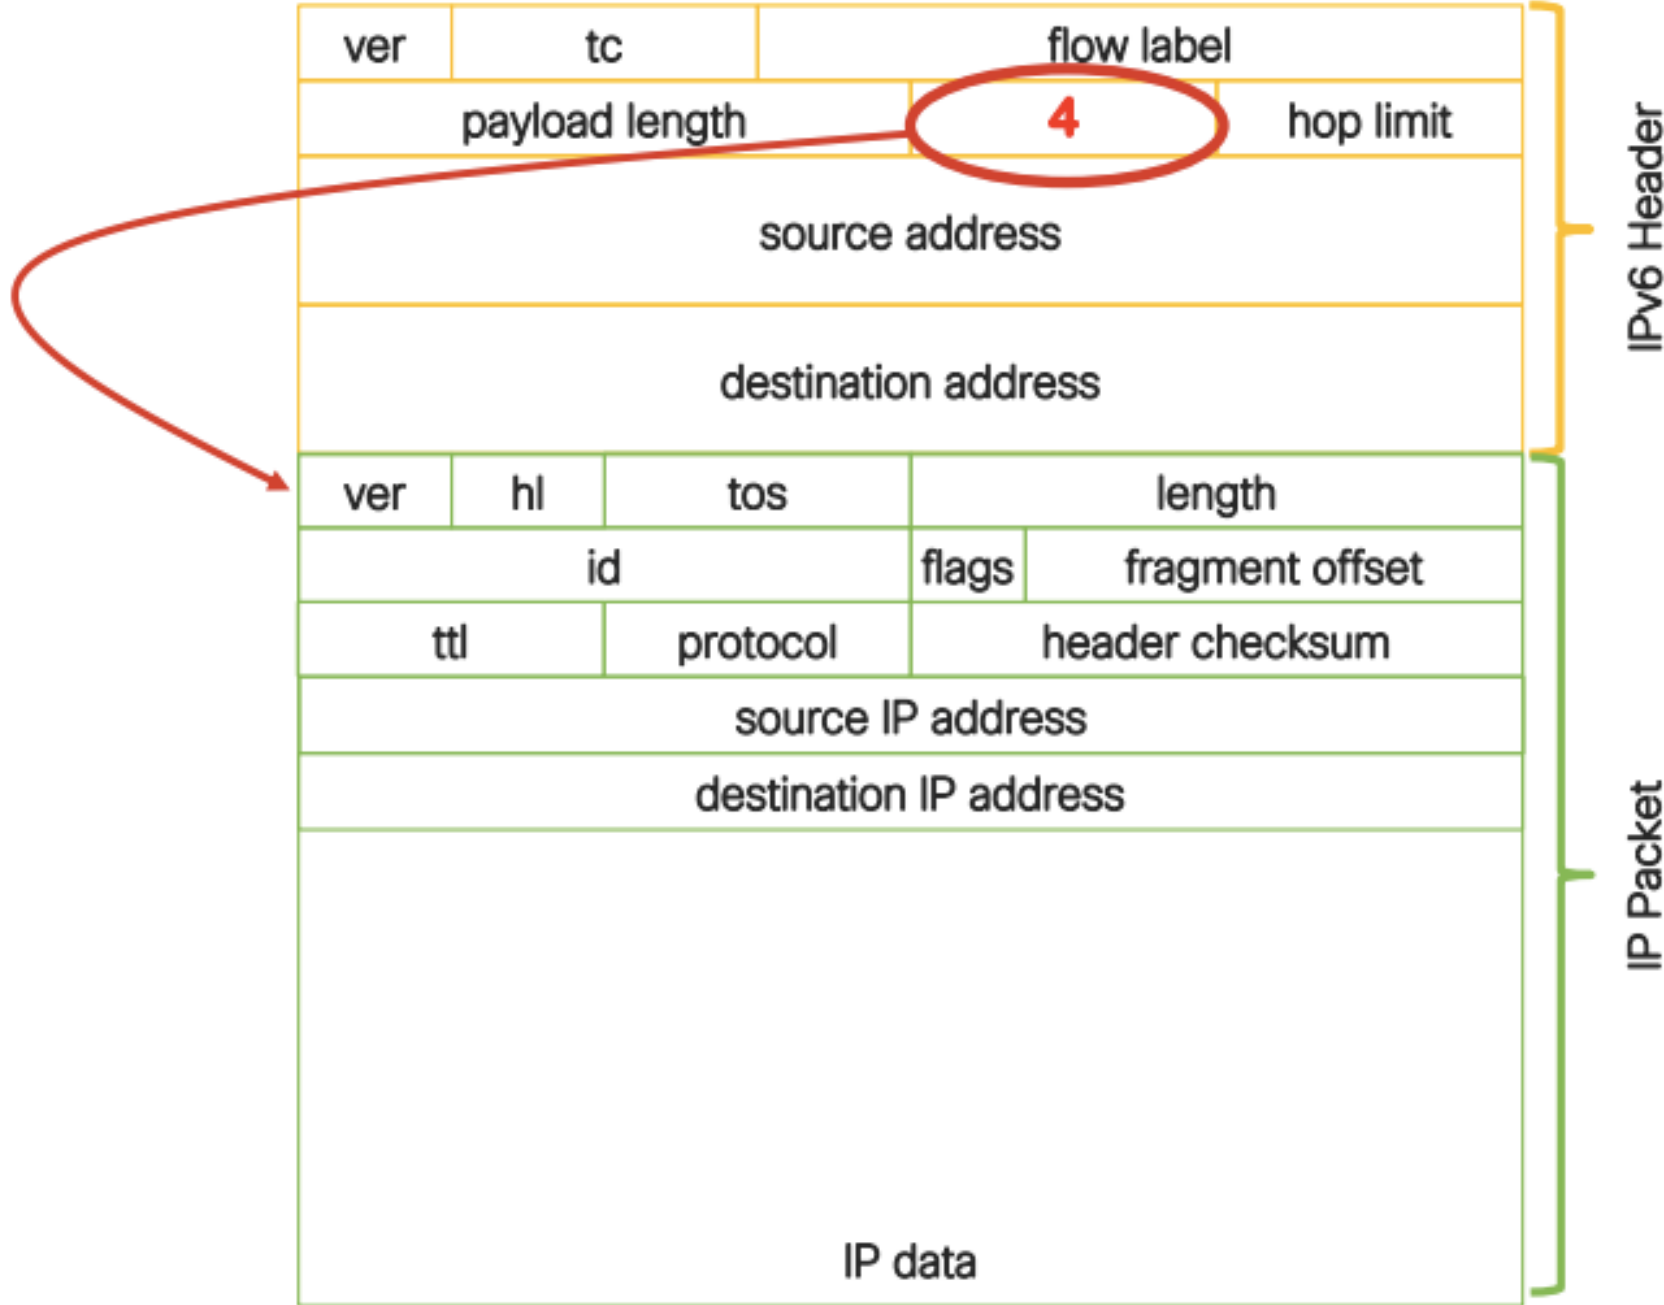 ver tc flow label
payload length 4 hop limit
source address
destination address
IPv6 Header
ver hl tos length
id flags fragment offset
ttl protocol header checksum
source IP address
destination IP address
IP data
IP Packet